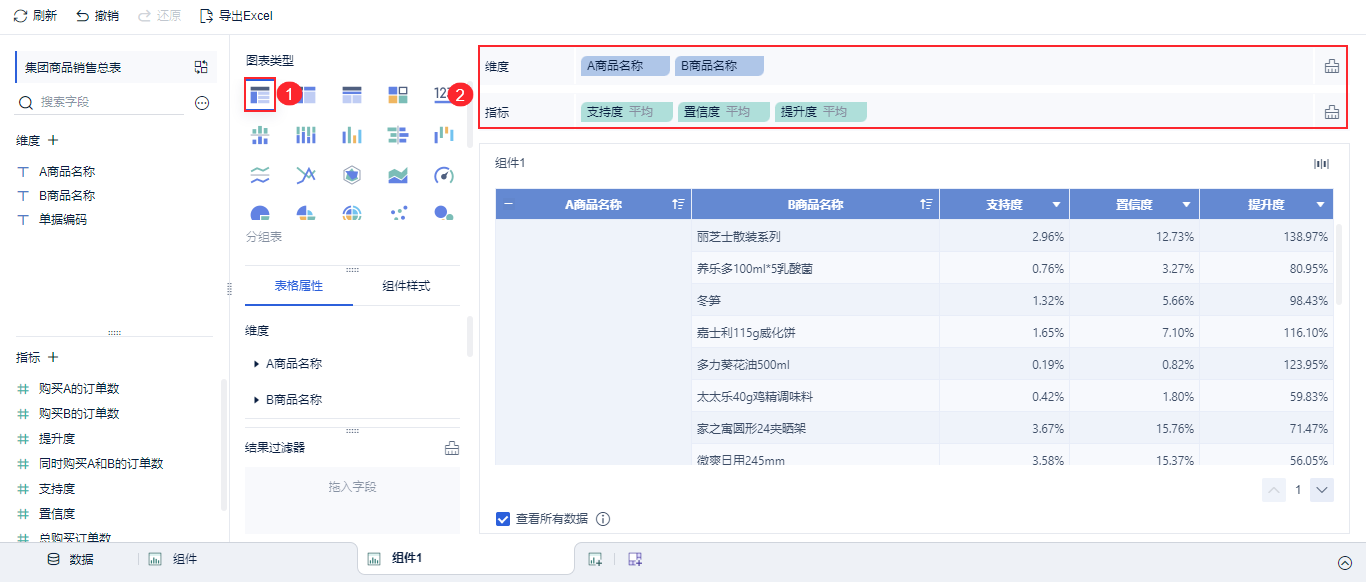 刷新 撤销 还原 导出Excel
集团商品销售总表
搜索字段
维度
A商品名称
B商品名称
单据编码
指标
购买A的订单数
购买B的订单数
提升度
同时购买A和B的订单数
支持度
置信度
总购买订单数
图表类型
1
123
2
分组表
表格属性 组件样式
维度
A商品名称
B商品名称
结果过滤器
拖入字段
维度 A商品名称 B商品名称
指标 支持度 平均 置信度 平均 提升度 平均
组件1
A商品名称 B商品名称 支持度 置信度 提升度
丽芝士散装系列 2.96% 12.73% 138.97%
养乐多100ml*5乳酸菌 0.76% 3.27% 80.95%
冬笋 1.32% 5.66% 98.43%
嘉士利115g威化饼 1.65% 7.10% 116.10%
多力葵花油500ml 0.19% 0.82% 123.95%
太太乐40g鸡精调味料 0.42% 1.80% 59.83%
家之寓圆形24夹晒架 3.67% 15.76% 71.47%
微爽日用245mm 3.58% 15.37% 56.05%
1
查看所有数据
数据 组件 组件1